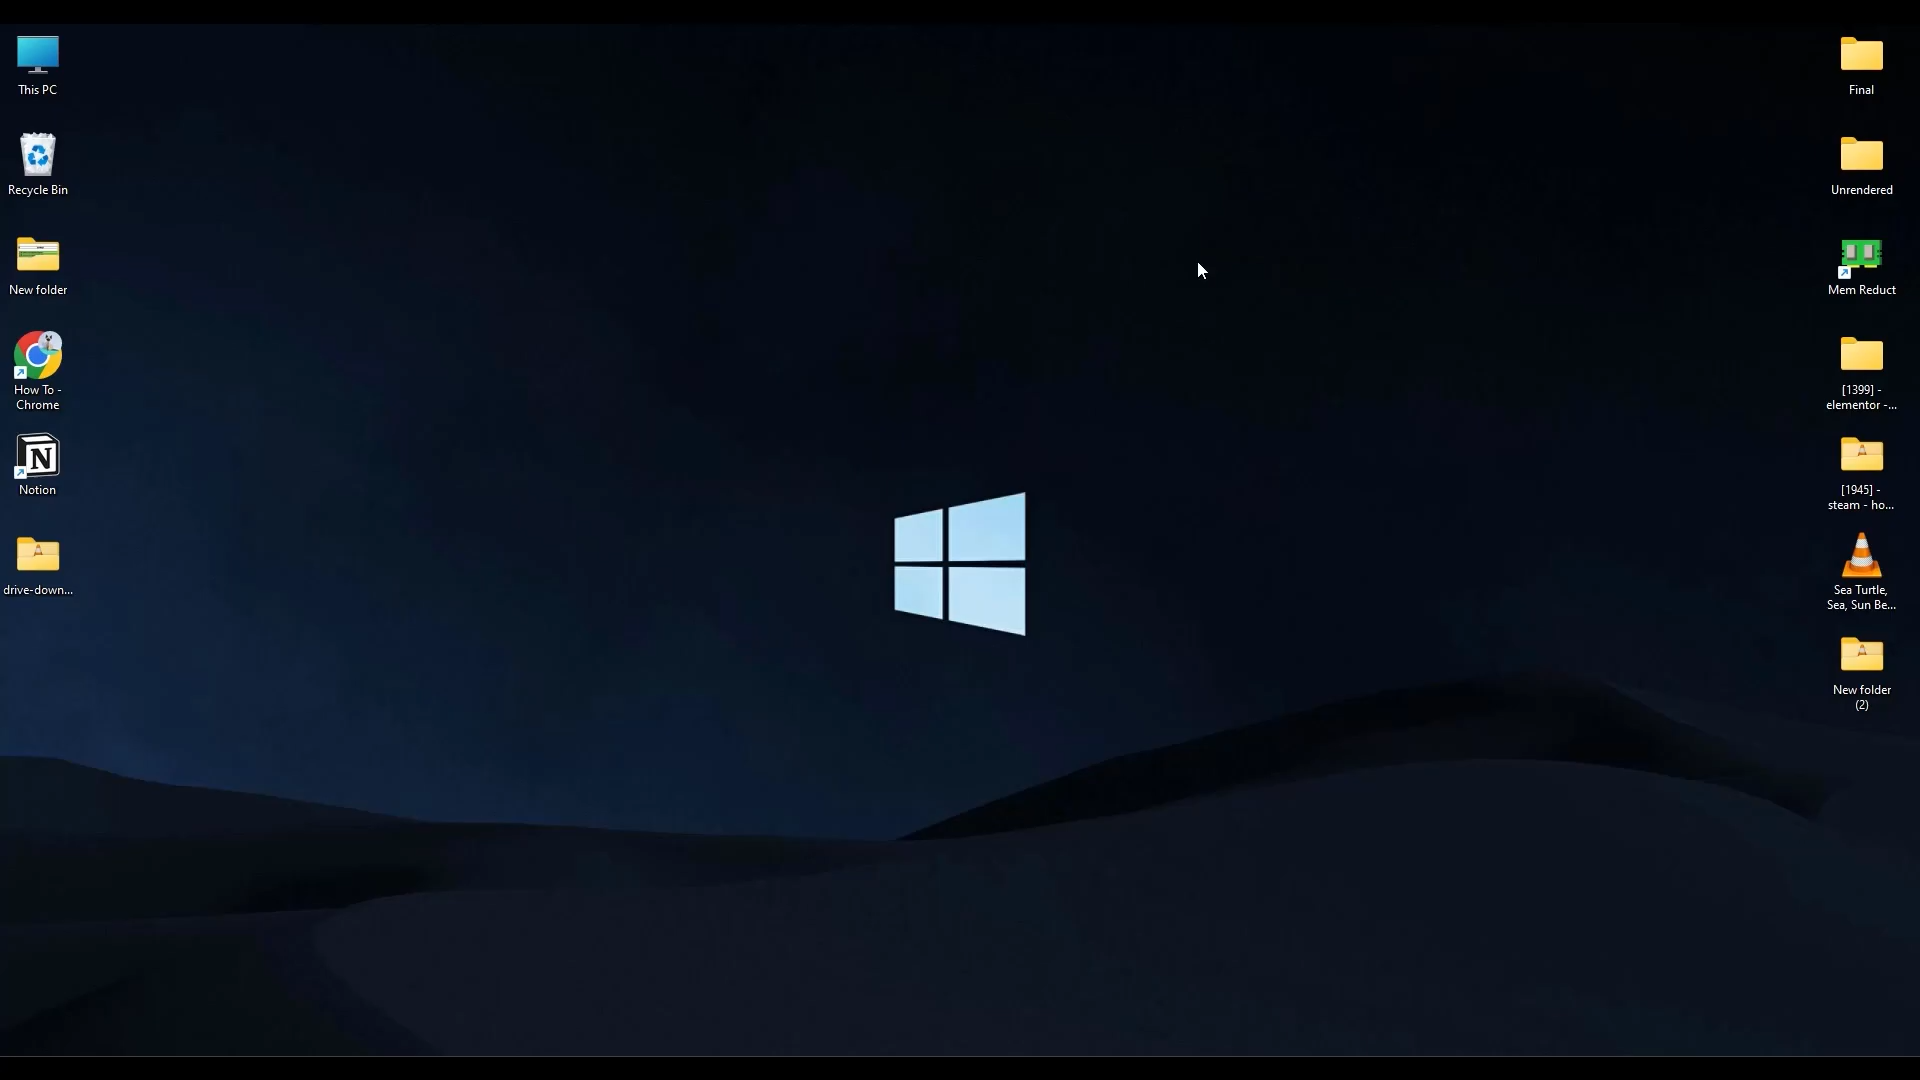 This PC
Recycle Bin
New folder
How To -
Chrome
N
Notion
drive-down...
Final
Unrendered
Mem Reduct
[1399] -
elementor -...
[1945] -
steam - ho...
Sea Turtle,
Sea, Sun Be...
New folder
(2)